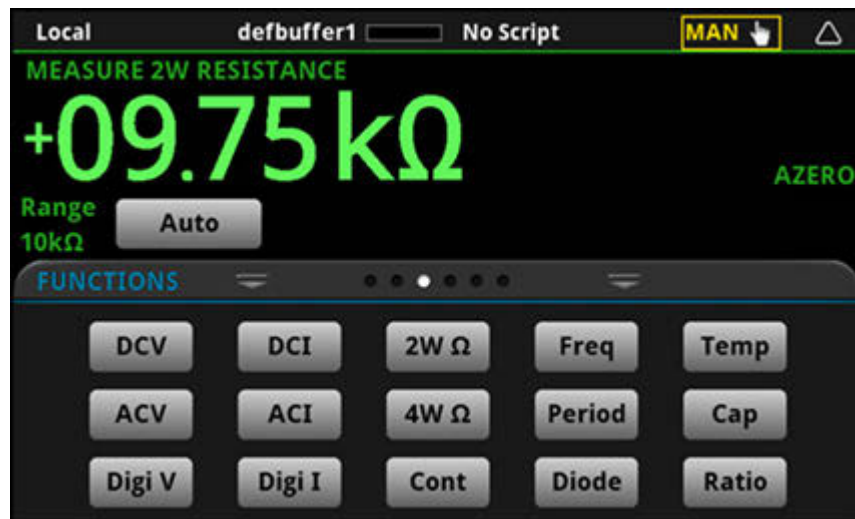 Local defbuffer1 No Script MAN
MEASURE 2W RESISTANCE
+09.75 kΩ
AZERO
Range Auto
10kΩ
FUNCTIONS
DCV DCI 2W Ω Freq Temp
ACV ACI 4W Ω Period Cap
Digi V Digi I Cont Diode Ratio